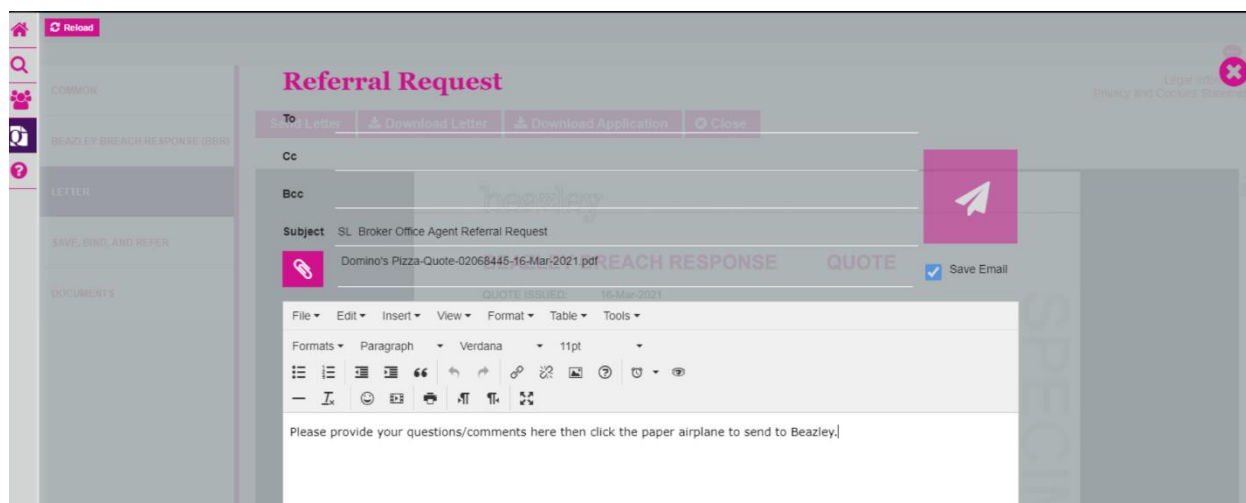 Reload
Legal Infor
Privacy and Cookies Stateme
COMMON
BEAZLEY BREACH RESPONSE (BBR)
LETTER
SAVE, BIND, AND REFER
DOCUMENTS
Referral Request
Send Letter Download Letter Download Application Close
To
Cc
Bcc
beazley
Subject SL Broker Office Agent Referral Request
Domino's Pizza-Quote-02068445-16-Mar-2021.pdf
BEAZLEY BREACH RESPONSE QUOTE
Save Email
QUOTE ISSUED: 16-Mar-2021
File Edit Insert View Format Table Tools
Formats Paragraph Verdana 11pt
Please provide your questions/comments here then click the paper airplane to send to Beazley.
SPECIM